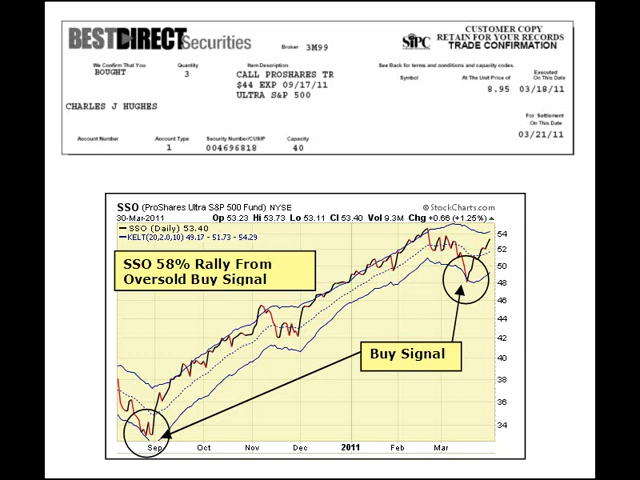 BESTDIRECT Securities
Broker 3M99
SIPC
CUSTOMER COPY
RETAIN FOR YOUR RECORDS
TRADE CONFIRMATION
We Confirm That You
BOUGHT
Quantity
3
Item Description
CALL PROSHARES TR
$44 EXP 09/17/11
ULTRA S&P 500
See Back for terms and conditions and capacity codes.
Symbol
At The Unit Price of
8.95
Executed
On This Date
03/18/11
CHARLES J HUGHES
For Settlement
On This Date
03/21/11
Account Number
Account Type
1
Security Number/CUSIP
004696818
Capacity
40
SSO (ProShares Ultra S&P 500 Fund) NYSE
© StockCharts.com
30-Mar-2011
Op 53.23 Hi 53.73 Lo 53.11 Cl 53.40 Vol 9.3M Chg +0.66 (+1.25%)
SSO (Daily) 53.40
KELT(20,2.0,10) 49.17 - 51.73 - 54.29
SSO 58% Rally From
Oversold Buy Signal
Buy Signal
54
52
50
48
46
44
42
40
38
36
34
Sep Oct Nov Dec 2011 Feb Mar